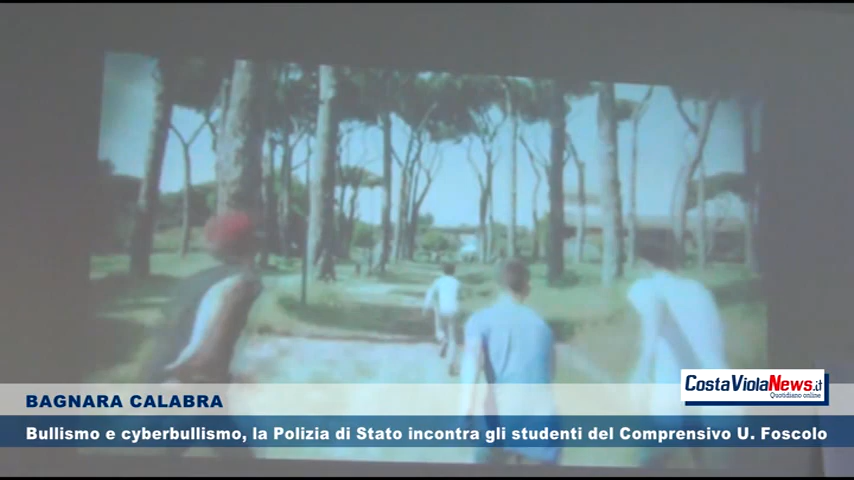 CostaViolaNews.it
Quotidiano online
BAGNARA CALABRA
Bullismo e cyberbullismo, la Polizia di Stato incontra gli studenti del Comprensivo U. Foscolo